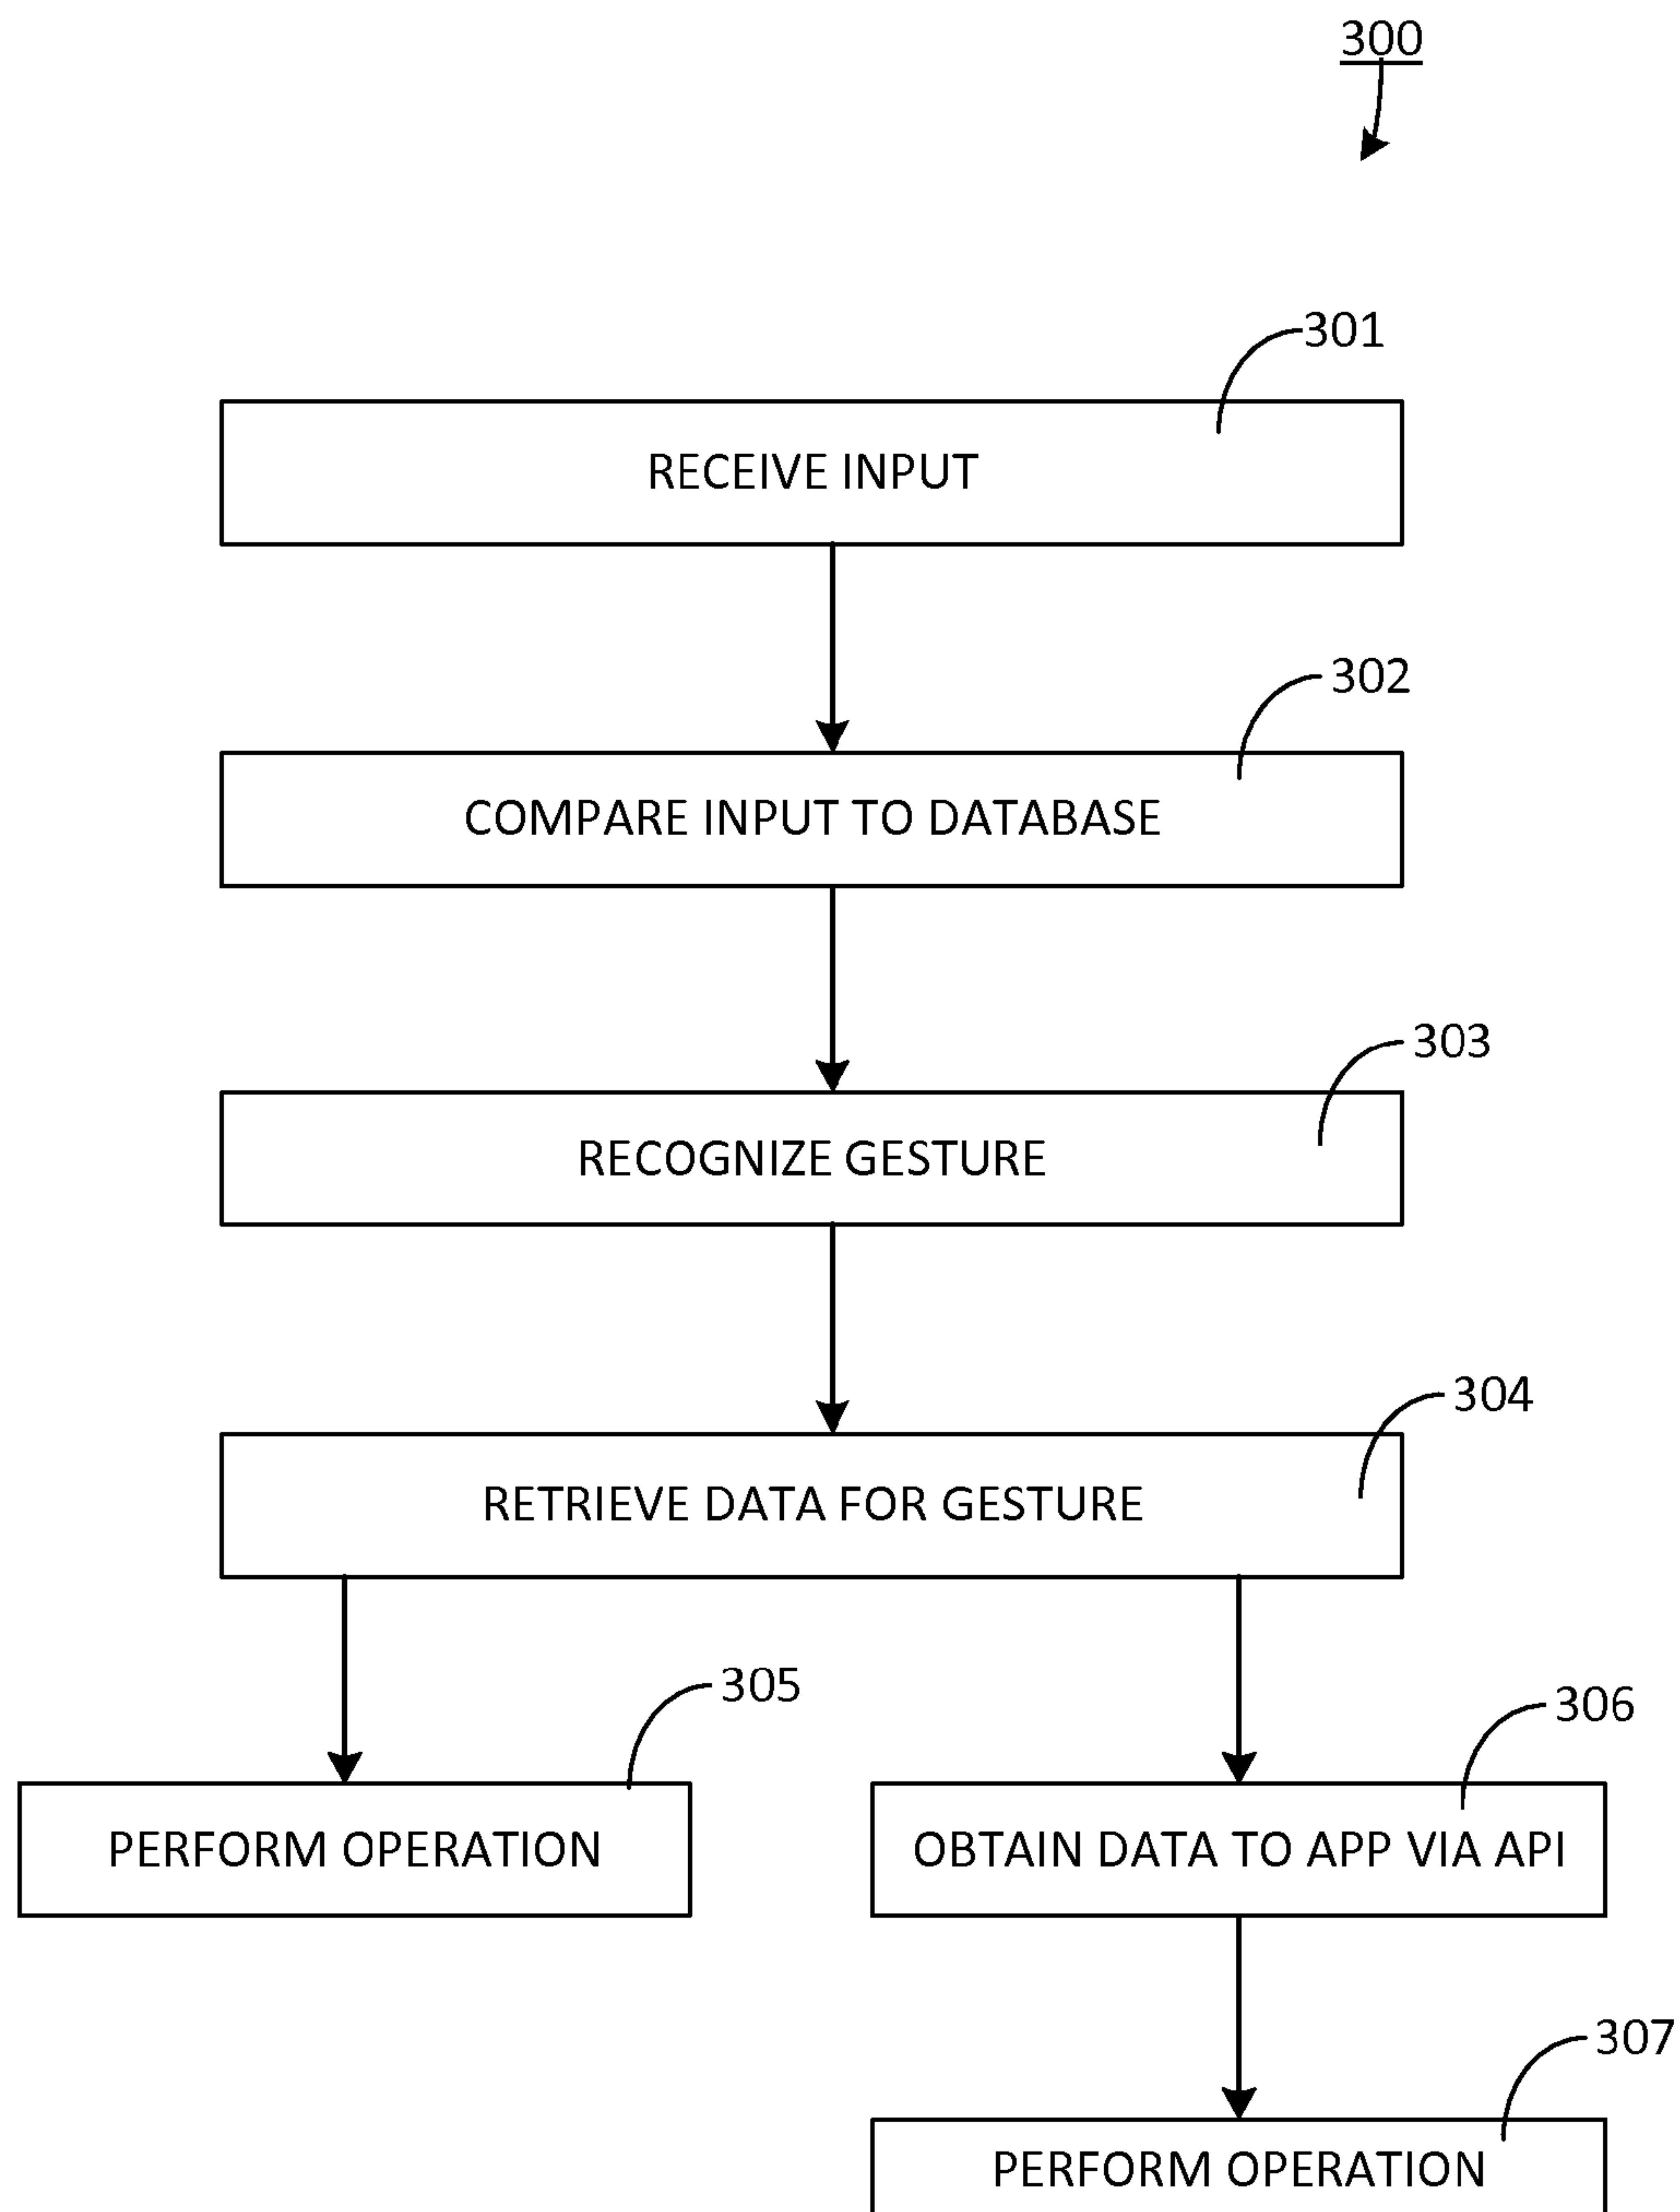 300
301
RECEIVE INPUT
302
COMPARE INPUT TO DATABASE
303
RECOGNIZE GESTURE
304
RETRIEVE DATA FOR GESTURE
305
306
PERFORM OPERATION
OBTAIN DATA TO APP VIA API
307
PERFORM OPERATION